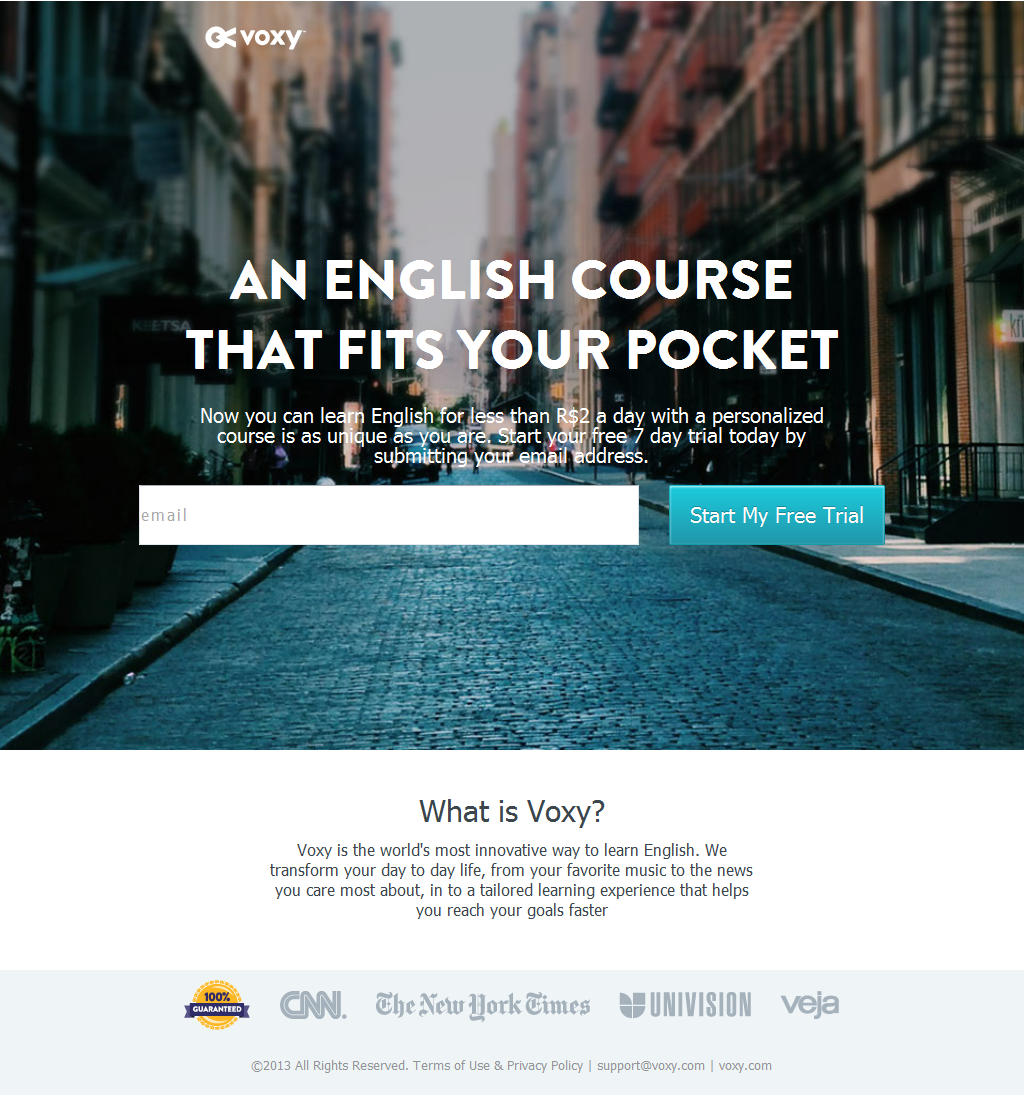 voxy
AN ENGLISH COURSE
THAT FITS YOUR POCKET
KEETSA
Now you can learn English for less than R$2 a day with a personalized
course is as unique as you are. Start your free 7 day trial today by
submitting your email address.
email
Start My Free Trial
What is Voxy?
Voxy is the world's most innovative way to learn English. We
transform your day to day life, from your favorite music to the news
you care most about, in to a tailored learning experience that helps
you reach your goals faster
100%
GUARANTEED
CNN.
The New York Times
UNIVISION
veja
©2013 All Rights Reserved. Terms of Use & Privacy Policy | support@voxy.com | voxy.com